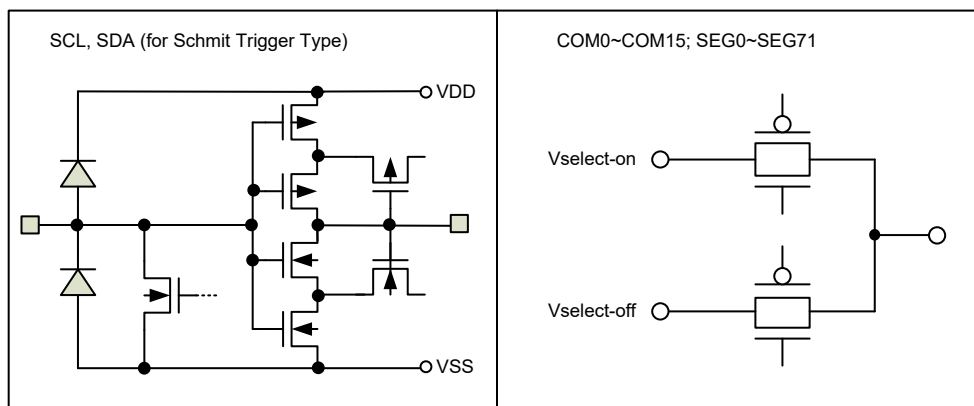 SCL, SDA (for Schmit Trigger Type)
VDD
VSS
COM0~COM15; SEG0~SEG71
Vselect-on
Vselect-off